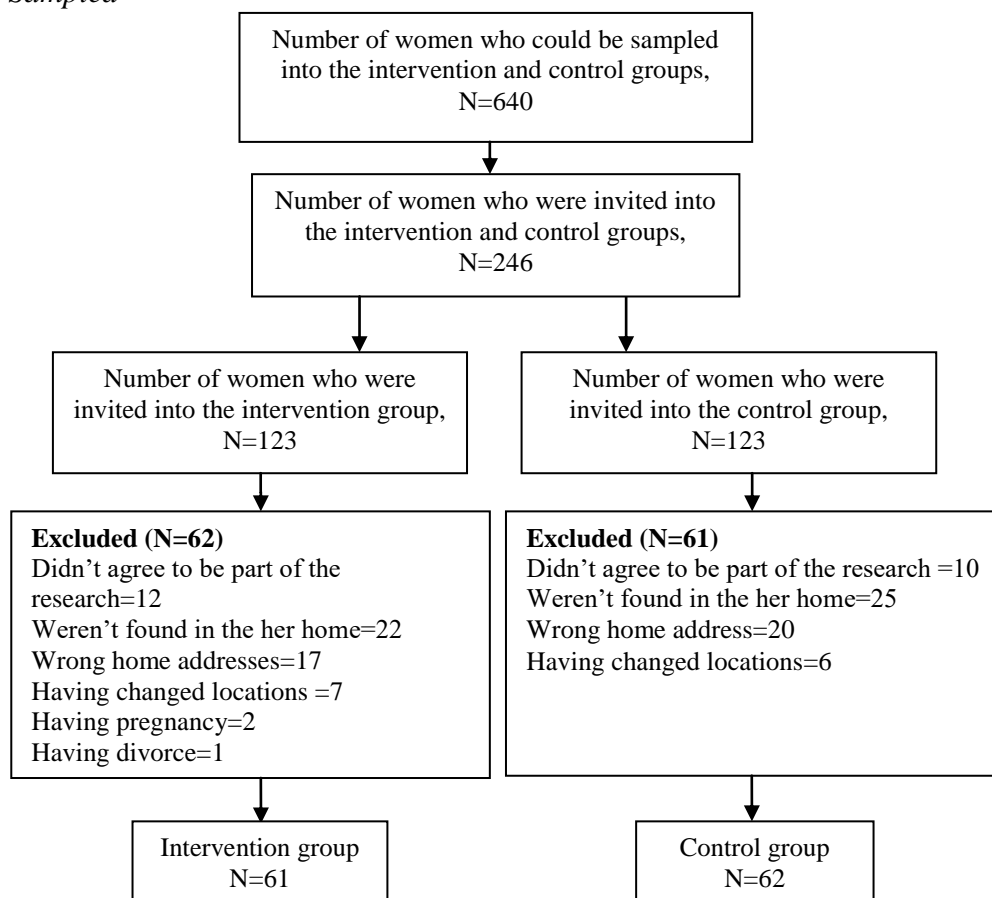 Sampled
Number of women who could be sampled
into the intervention and control groups,
N=640
Number of women who were invited into
the intervention and control groups,
N=246
Number of women who were
invited into the intervention group,
N=123
Number of women who were
invited into the control group,
N=123
Excluded (N=62)
Didn’t agree to be part of the
research=12
Weren’t found in the her home=22
Wrong home addresses=17
Having changed locations =7
Having pregnancy=2
Having divorce=1
Excluded (N=61)
Didn’t agree to be part of the research =10
Weren’t found in the her home=25
Wrong home address=20
Having changed locations=6
Intervention group
N=61
Control group
N=62